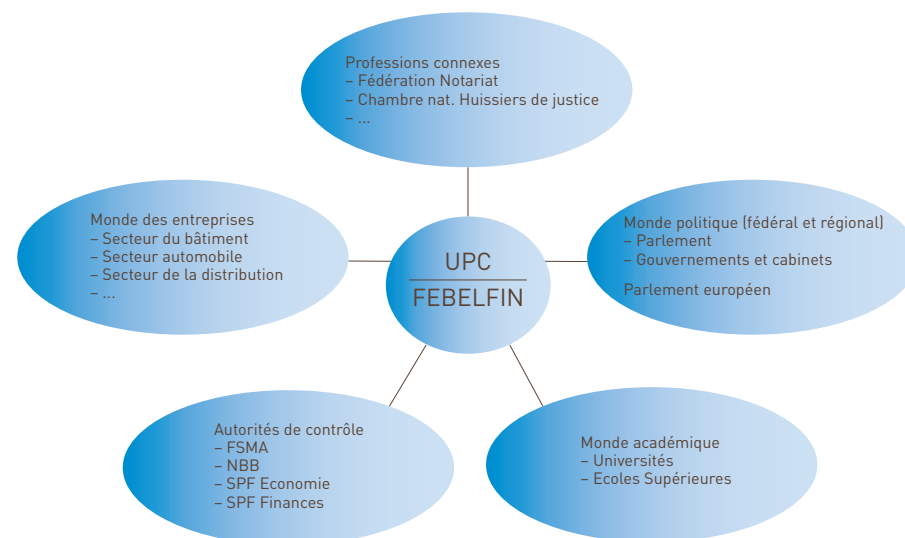 Professions connexes
– Fédération Notariat
– Chambre nat. Huissiers de justice
– ...
Monde des entreprises
– Secteur du bâtiment
– Secteur automobile
– Secteur de la distribution
– ...
UPC
FEBELFIN
Monde politique (fédéral et régional)
– Parlement
– Gouvernements et cabinets
Parlement européen
Autorités de contrôle
– FSMA
– NBB
– SPF Economie
– SPF Finances
Monde académique
– Universités
– Ecoles Supérieures